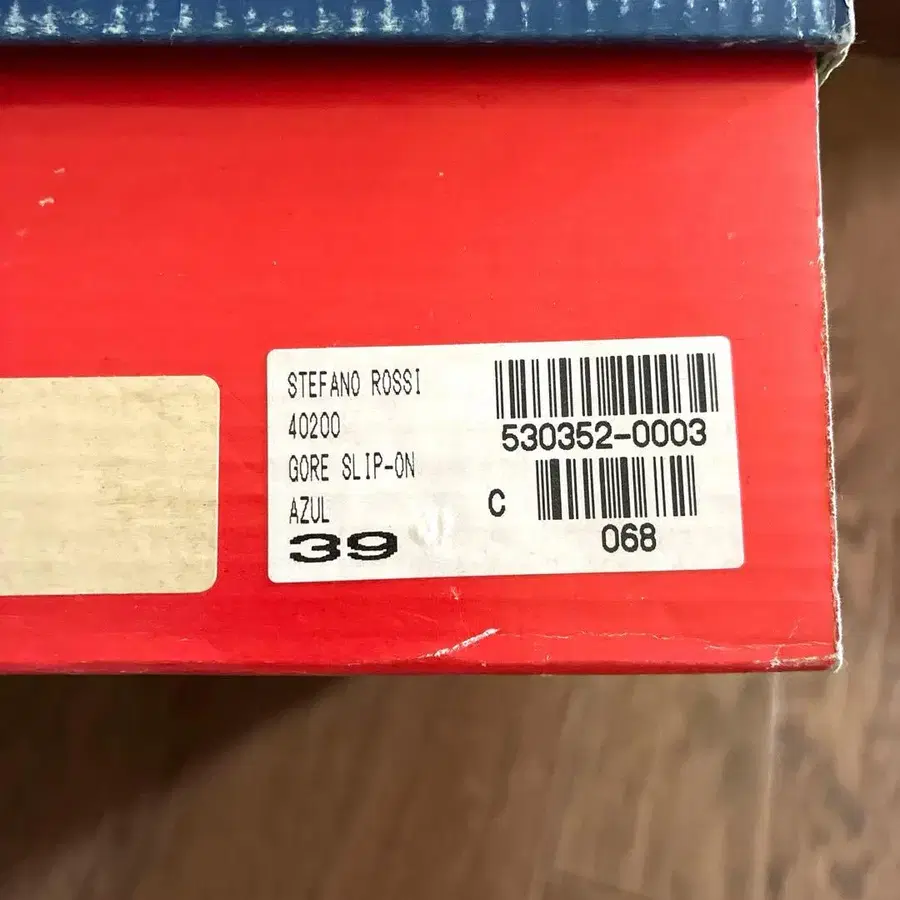 STEFANO ROSSI
40200
GORE SLIP-ON
AZUL
39
530352-0003
C
068